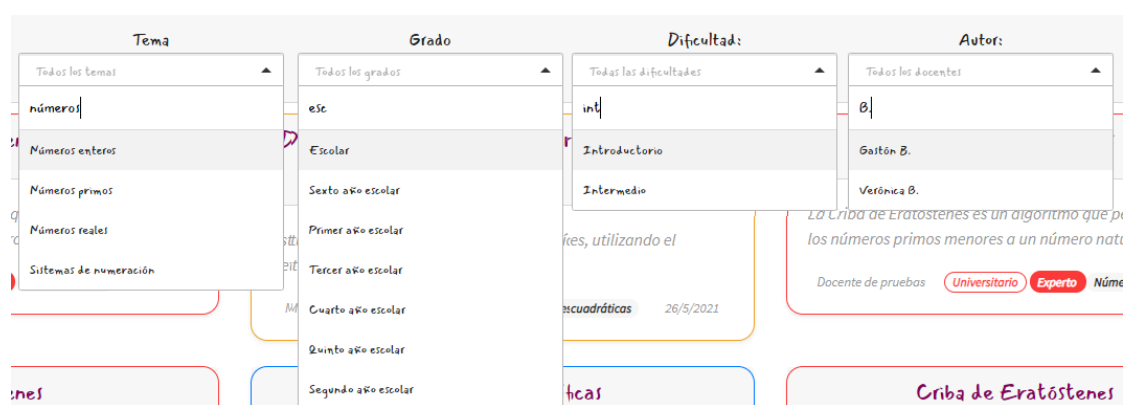 Tema
Grado
Dificultad:
Autor:
Todos los temas
Todos los grados
Todas las dificultades
Todos los docentes
números
esc
int
B.
Números enteros
Números primos
Números reales
Sistemas de numeración
Escolar
Sexto año escolar
Primer año escolar
Tercer año escolar
Cuarto año escolar
Quinto año escolar
Segundo año escolar
Introductorio
Intermedio
Gastón B.
Verónica B.
utilizando el
26/5/2021
La Criba de Eratóstenes es un algoritmo que
los números primos menores a un número
Docente de pruebas Universitario Experto
Criba de Eratóstenes